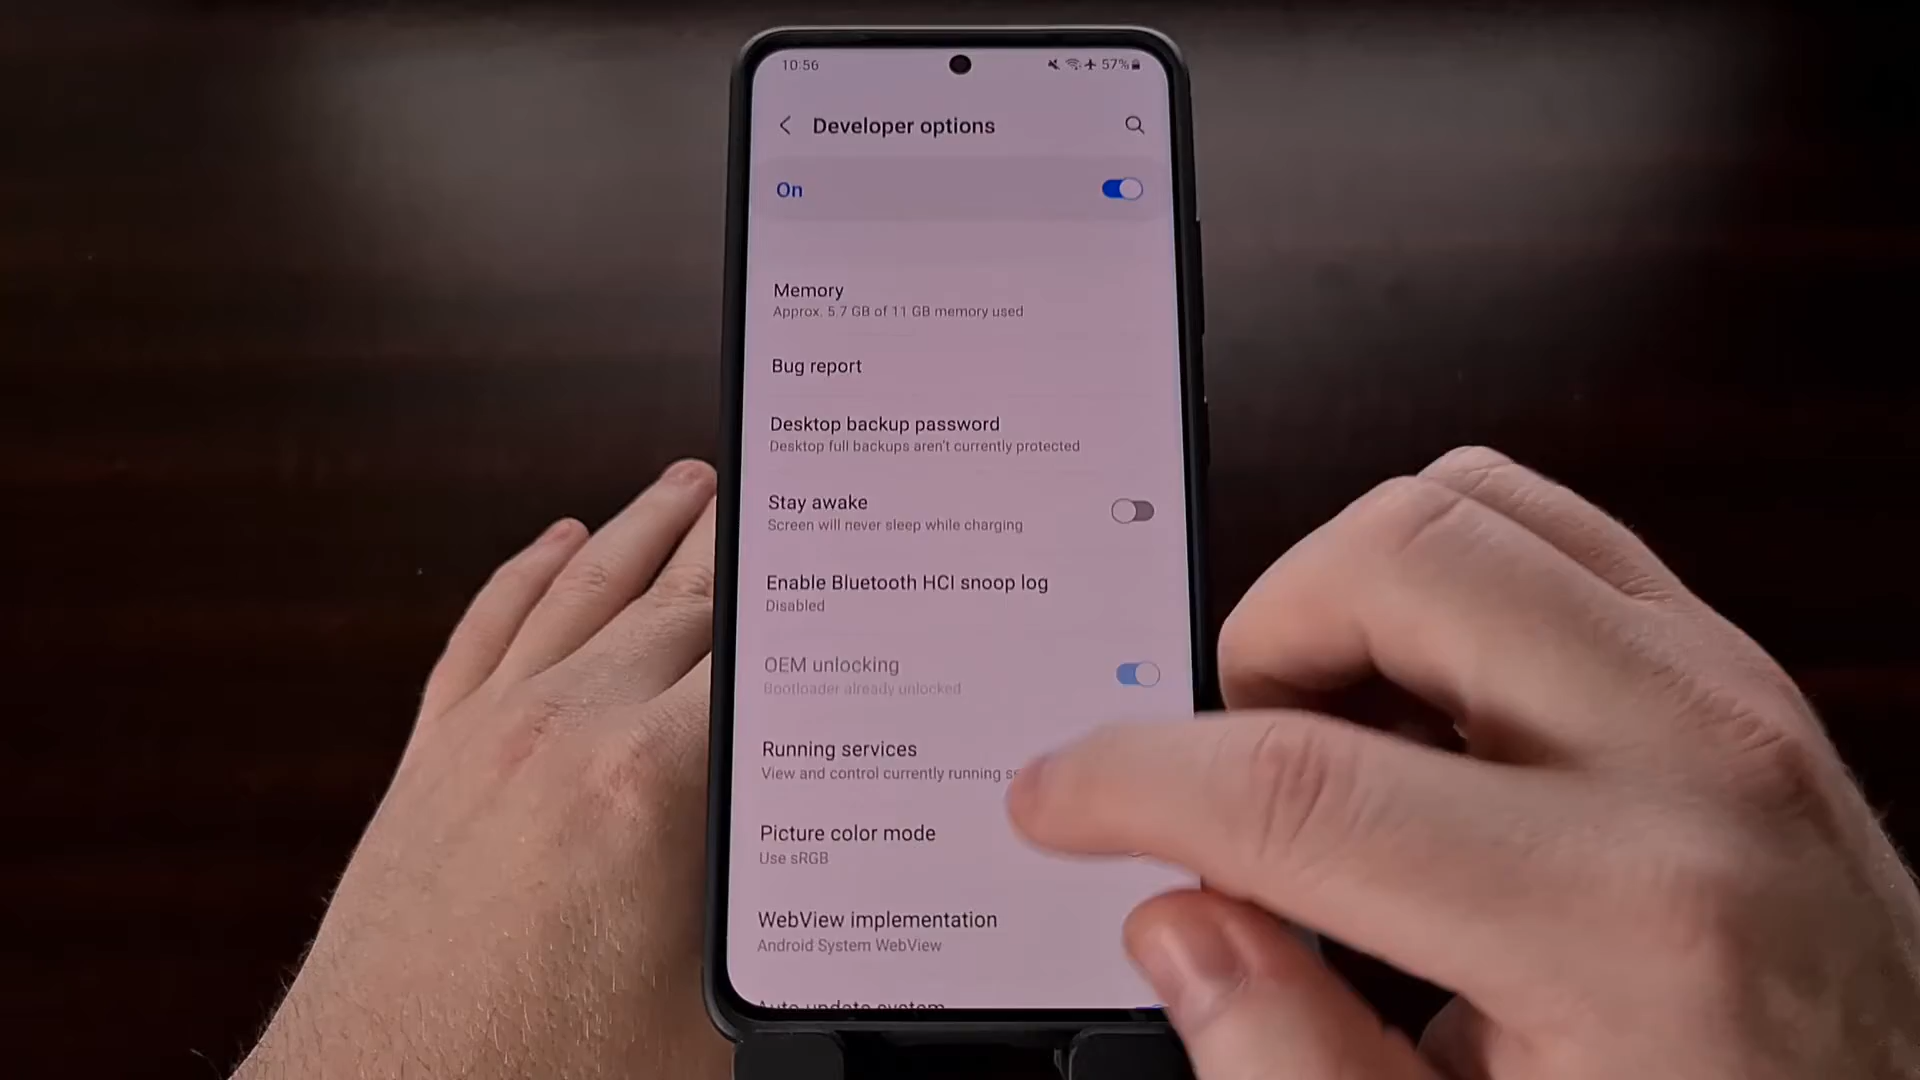 10:56
57%
Developer options
On
Memory
Approx. 5.7 GB of 11 GB memory used
Bug report
Desktop backup password
Desktop full backups aren't currently protected
Stay awake
Screen will never sleep while charging
Enable Bluetooth HCI snoop log
Disabled
OEM unlocking
Bootloader already unlocked
Running services
View and control currently running
Picture color mode
Use sRGB
WebView implementation
Android System WebView
Auto update system